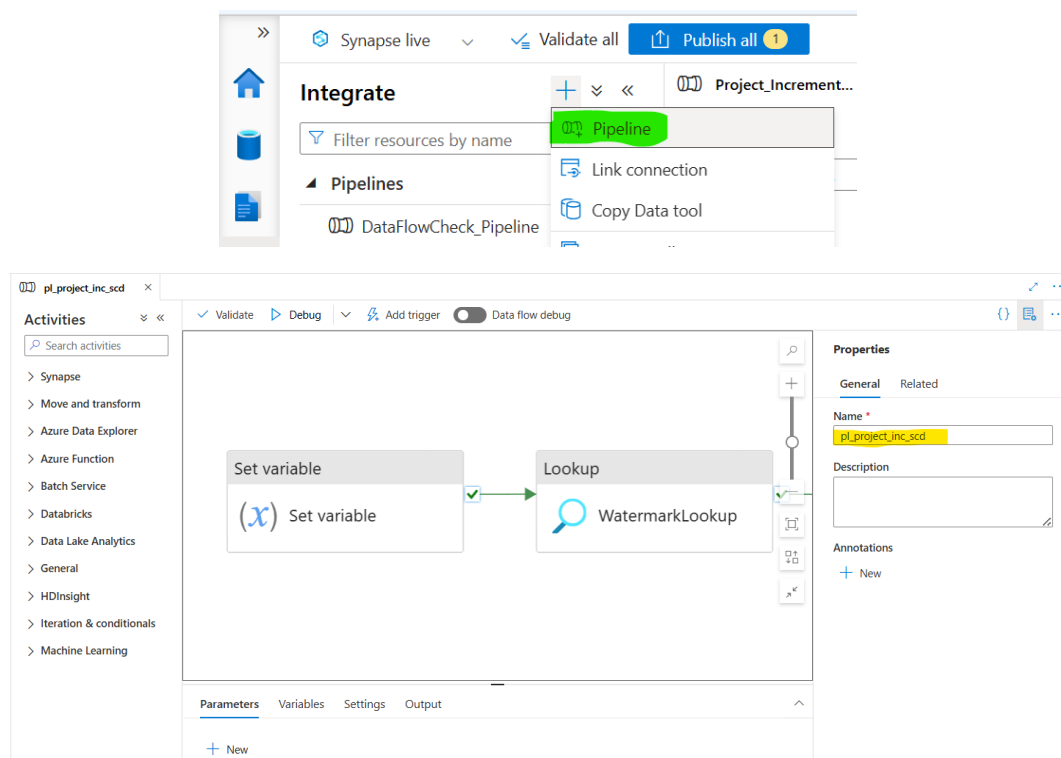 Synapse live
Validate all
Publish all 1
Integrate
Project_Increment...
Filter resources by name
Pipeline
Link connection
Pipelines
Copy Data tool
DataFlowCheck_Pipeline
pl_project_inc_scd
Activities
Validate
Debug
Add trigger
Data flow debug
Search activities
Synapse
Move and transform
Azure Data Explorer
Azure Function
Batch Service
Databricks
Data Lake Analytics
General
HDInsight
Iteration & conditionals
Machine Learning
Set variable
(x) Set variable
Lookup
WatermarkLookup
Parameters Variables Settings Output
New
Properties
General Related
Name *
pl_project_inc_scd
Description
Annotations
New